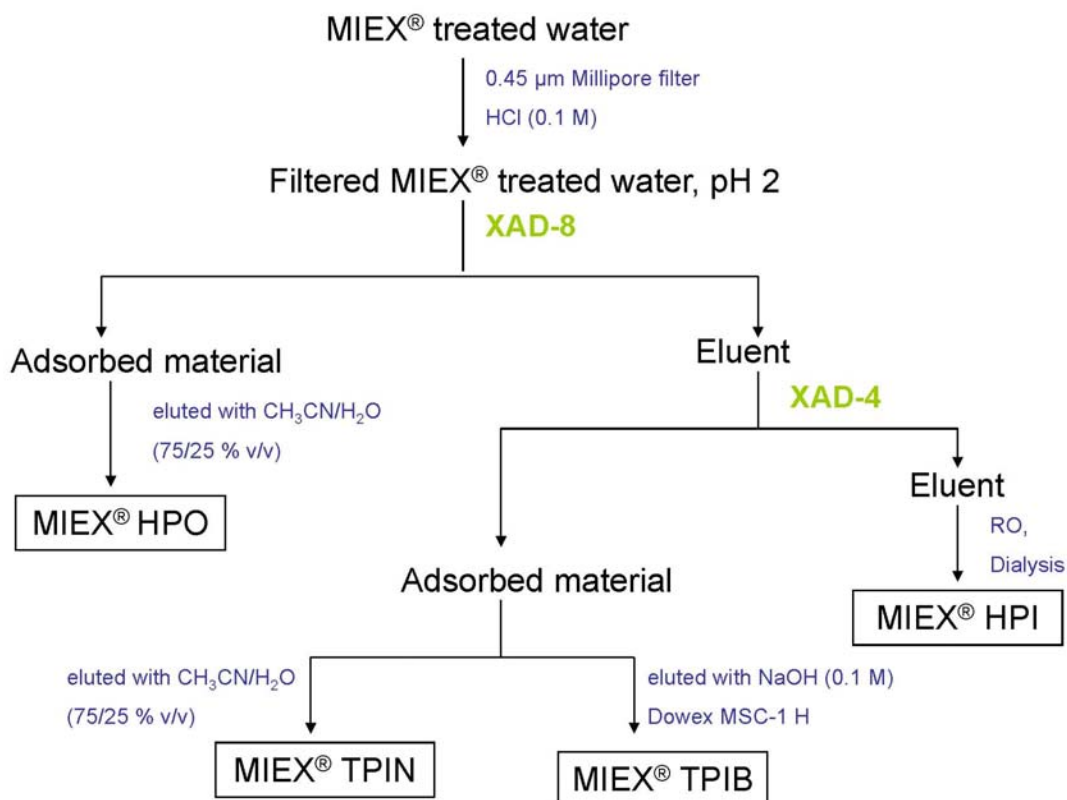 MIEX® treated water
0.45 µm Millipore filter
HCl (0.1 M)
Filtered MIEX® treated water, pH 2
XAD-8
Adsorbed material
Eluent
eluted with CH₃CN/H₂O
(75/25 % v/v)
XAD-4
MIEX® HPO
Eluent
RO,
Dialysis
Adsorbed material
MIEX® HPI
eluted with CH₃CN/H₂O
(75/25 % v/v)
eluted with NaOH (0.1 M)
Dowex MSC-1 H
MIEX® TPIN
MIEX® TPIB